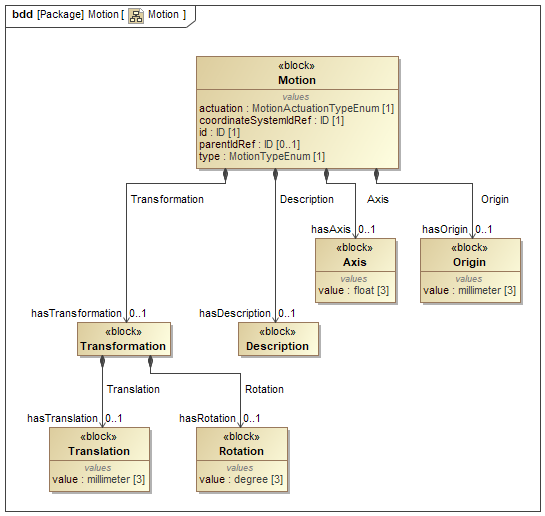 bdd [Package] Motion [ Motion ]
«block»
Motion
values
actuation : MotionActuationTypeEnum [1]
coordinateSystemIdRef : ID [1]
id : ID [1]
parentIdRef : ID [0..1]
type : MotionTypeEnum [1]
Transformation
Description
Axis
Origin
hasAxis 0..1
hasOrigin 0..1
«block»
Axis
values
value : float [3]
«block»
Origin
values
value : millimeter [3]
hasTransformation 0..1
hasDescription 0..1
«block»
Transformation
«block»
Description
Translation
Rotation
hasTranslation 0..1
hasRotation 0..1
«block»
Translation
values
value : millimeter [3]
«block»
Rotation
values
value : degree [3]